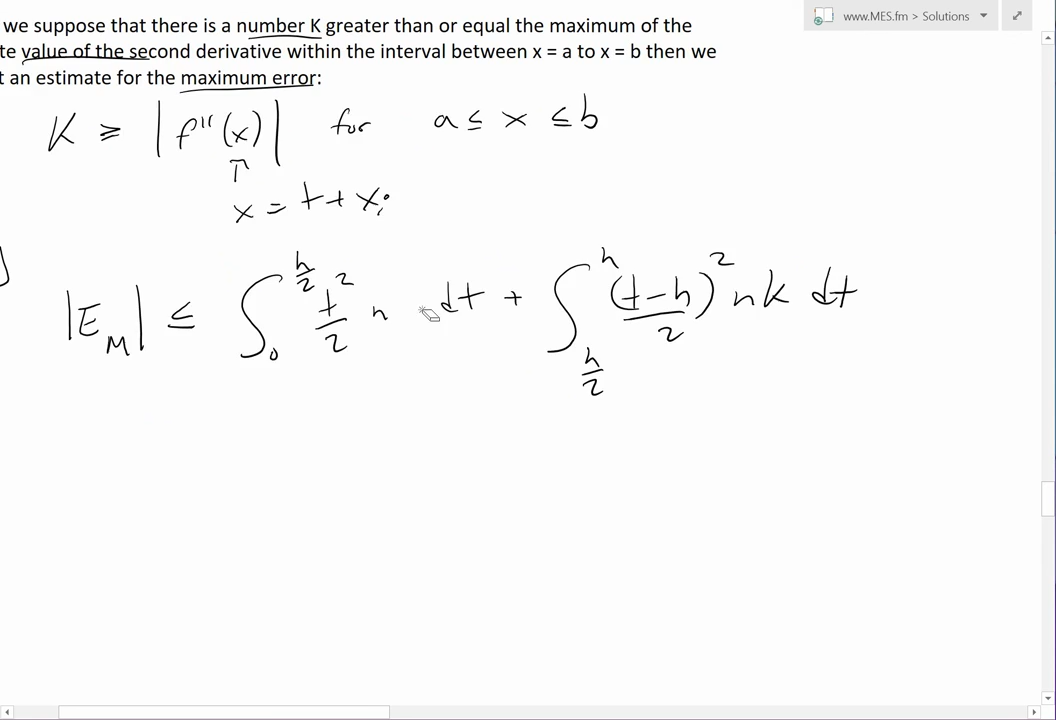 www.MES.fm > Solutions
we suppose that there is a number K greater than or equal the maximum of the
te value of the second derivative within the interval between x = a to x = b then we
t an estimate for the maximum error:
K ≥ |f''(x)| for a ≤ x ≤ b
↑
x = t + xᵢ
|E_M| ≤ ∫₀^(h/2) t²/2 n dt + ∫_(h/2)^h (t-h)²/2 n k dt